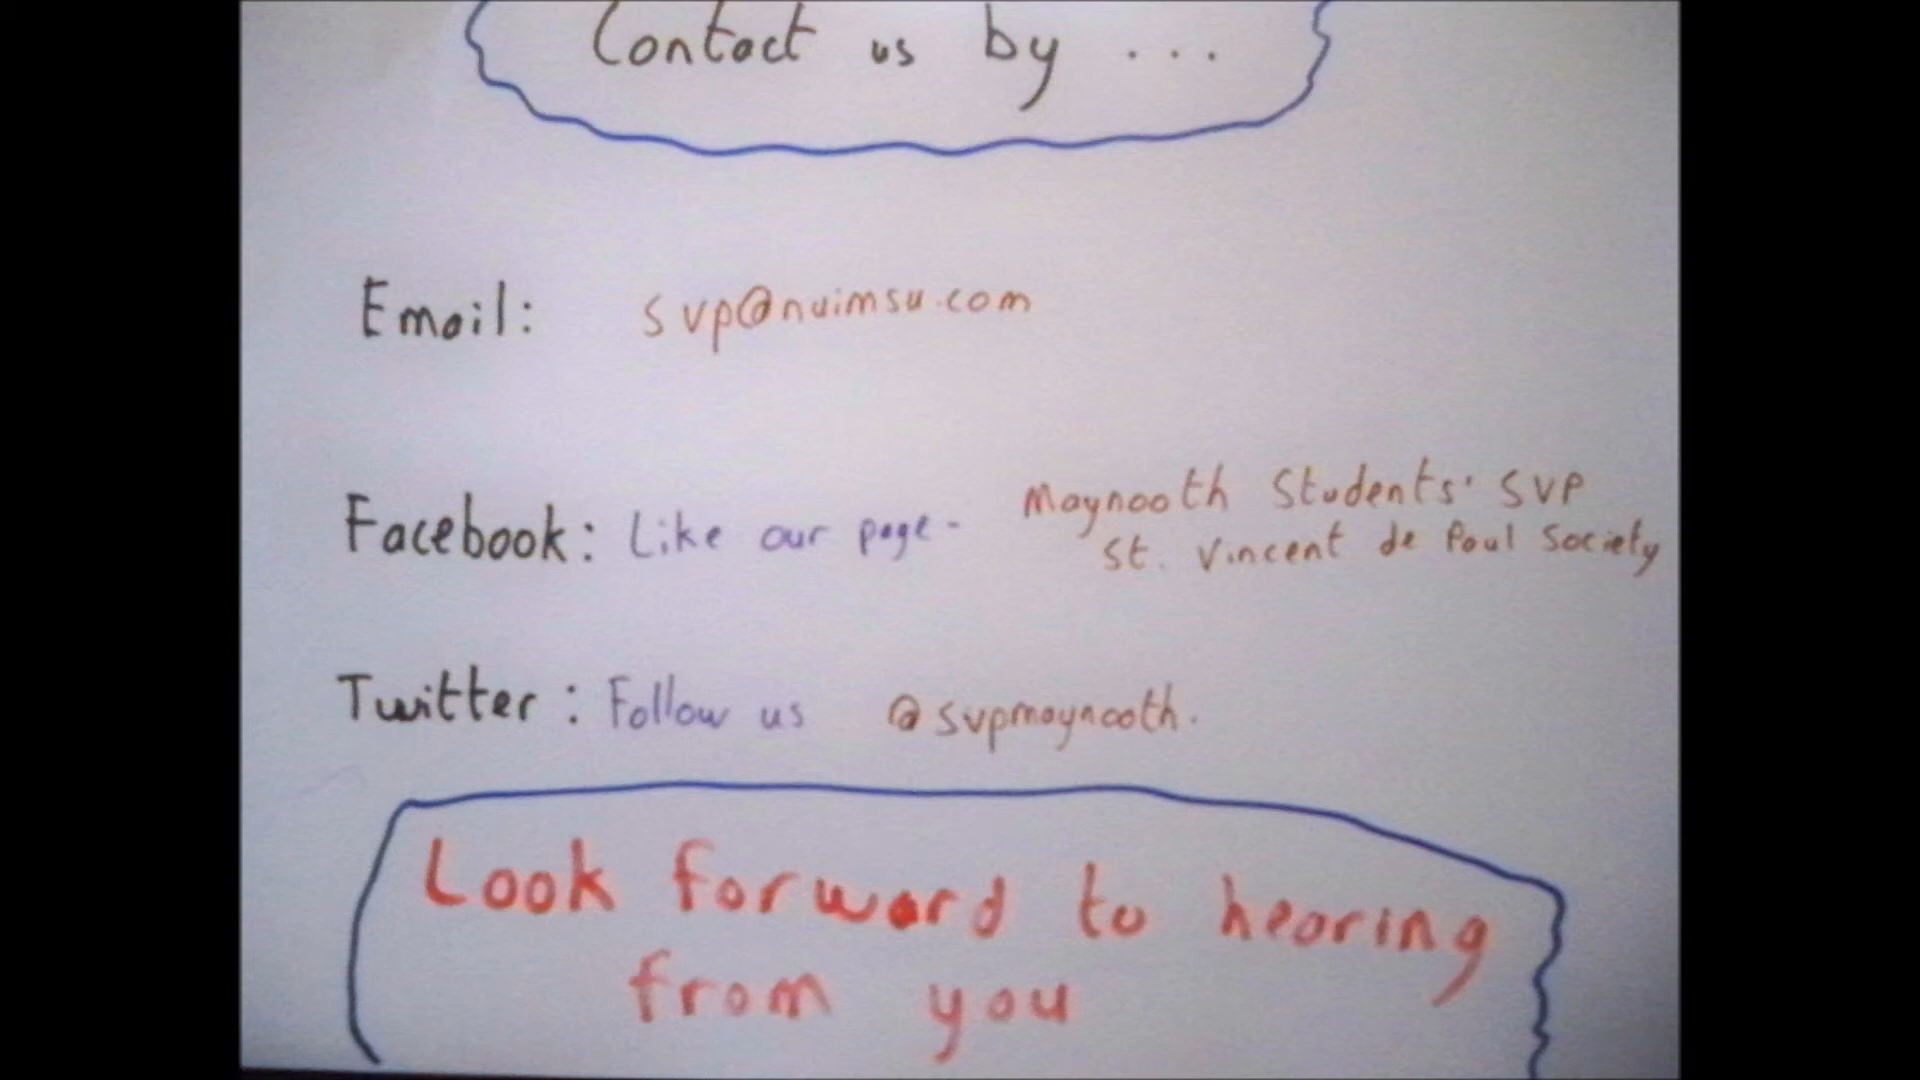 Contact us by ...
Email: svp@nuimsu.com
Facebook: Like our page - Maynooth Students' SVP
St. Vincent de Paul Society
Twitter: Follow us @svpmaynooth.
Look forward to hearing
from you